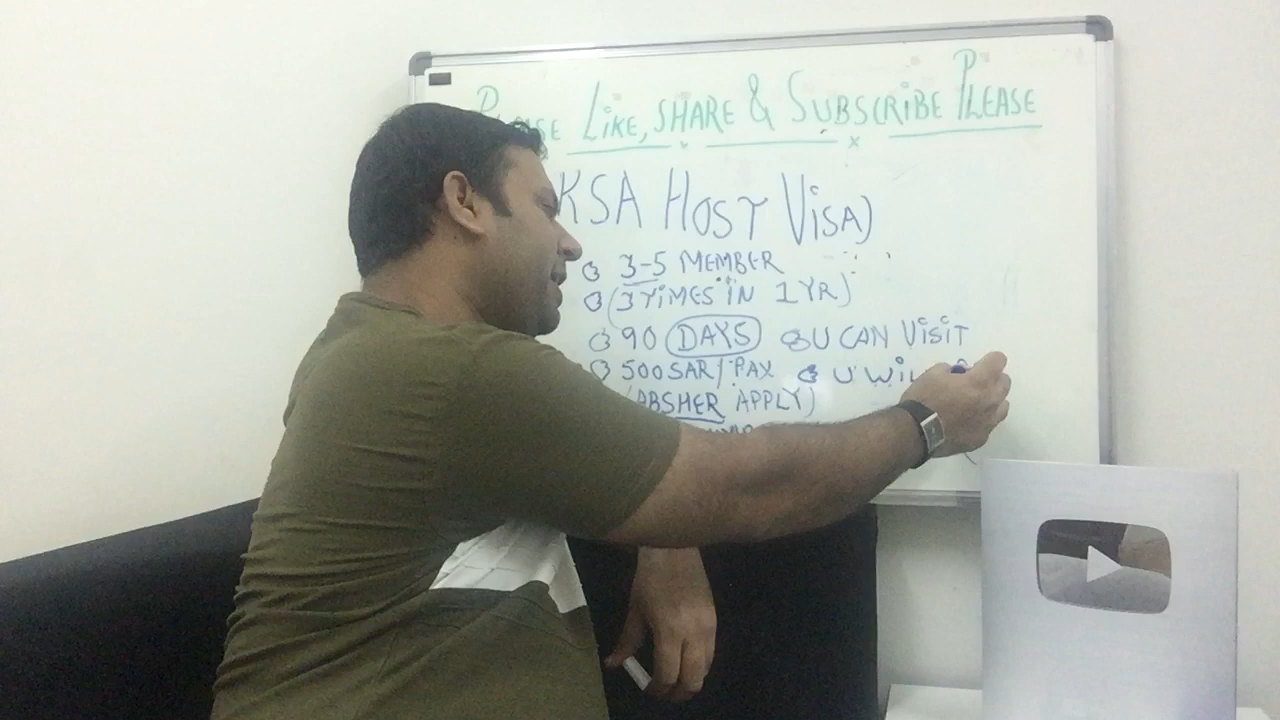 Please Like, SHARE & SUBSCRIBE PLEASE
KSA HOST VISA)
3-5 MEMBER
(3 TIMES IN 1 YR)
90 DAYS U CAN VISIT
500 SAR/PAX U
(ABSHER APPLY)